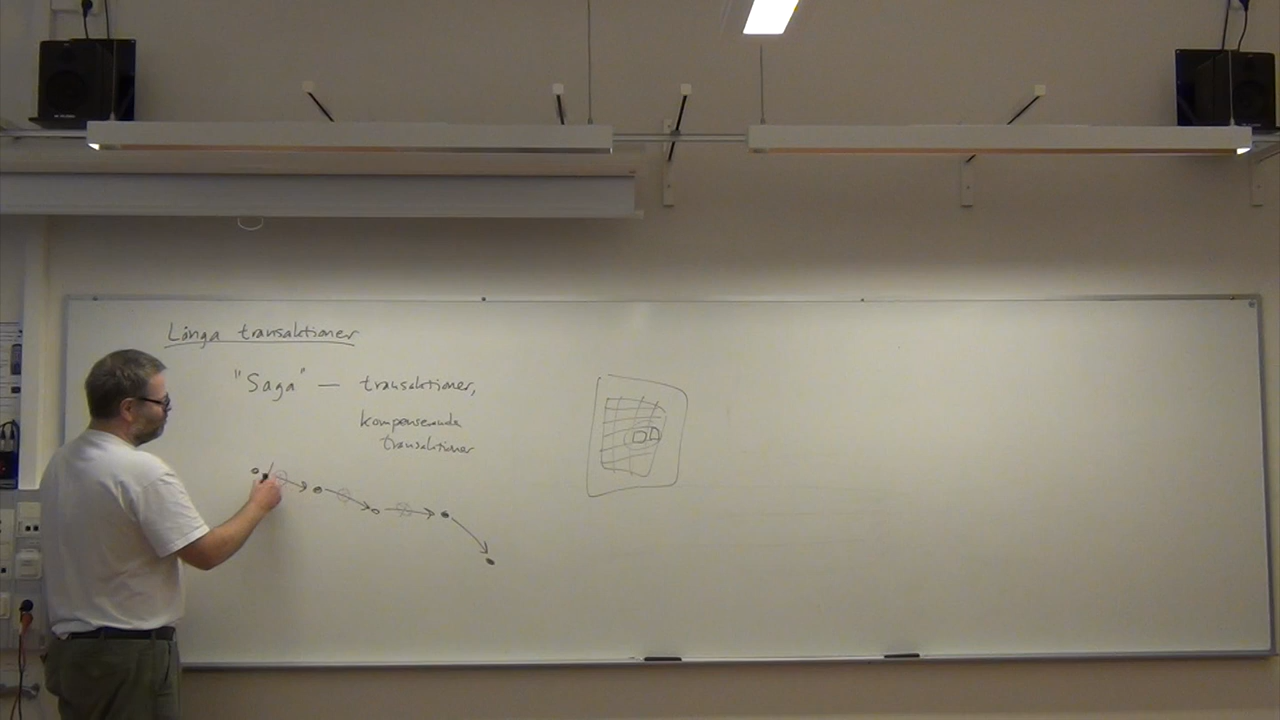 Långa transaktioner
"Saga" — transaktioner,
kompenserande
transaktioner